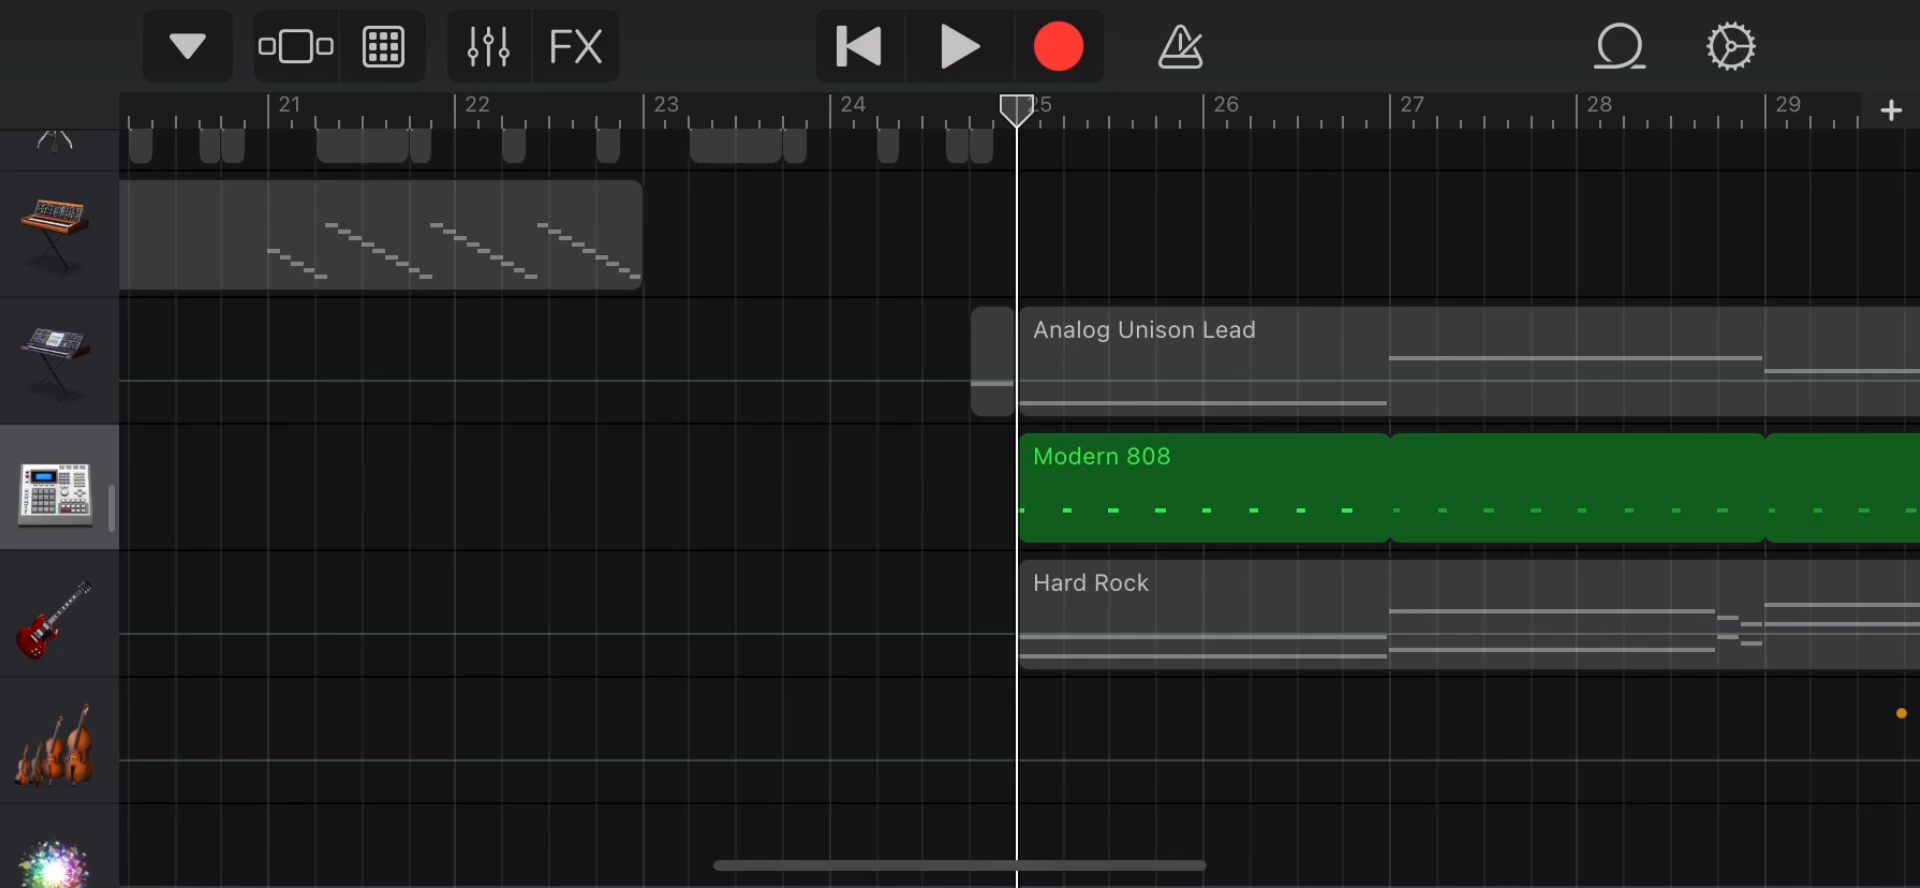 FX
21 22 23 24 25 26 27 28 29 +
Analog Unison Lead
Modern 808
Hard Rock